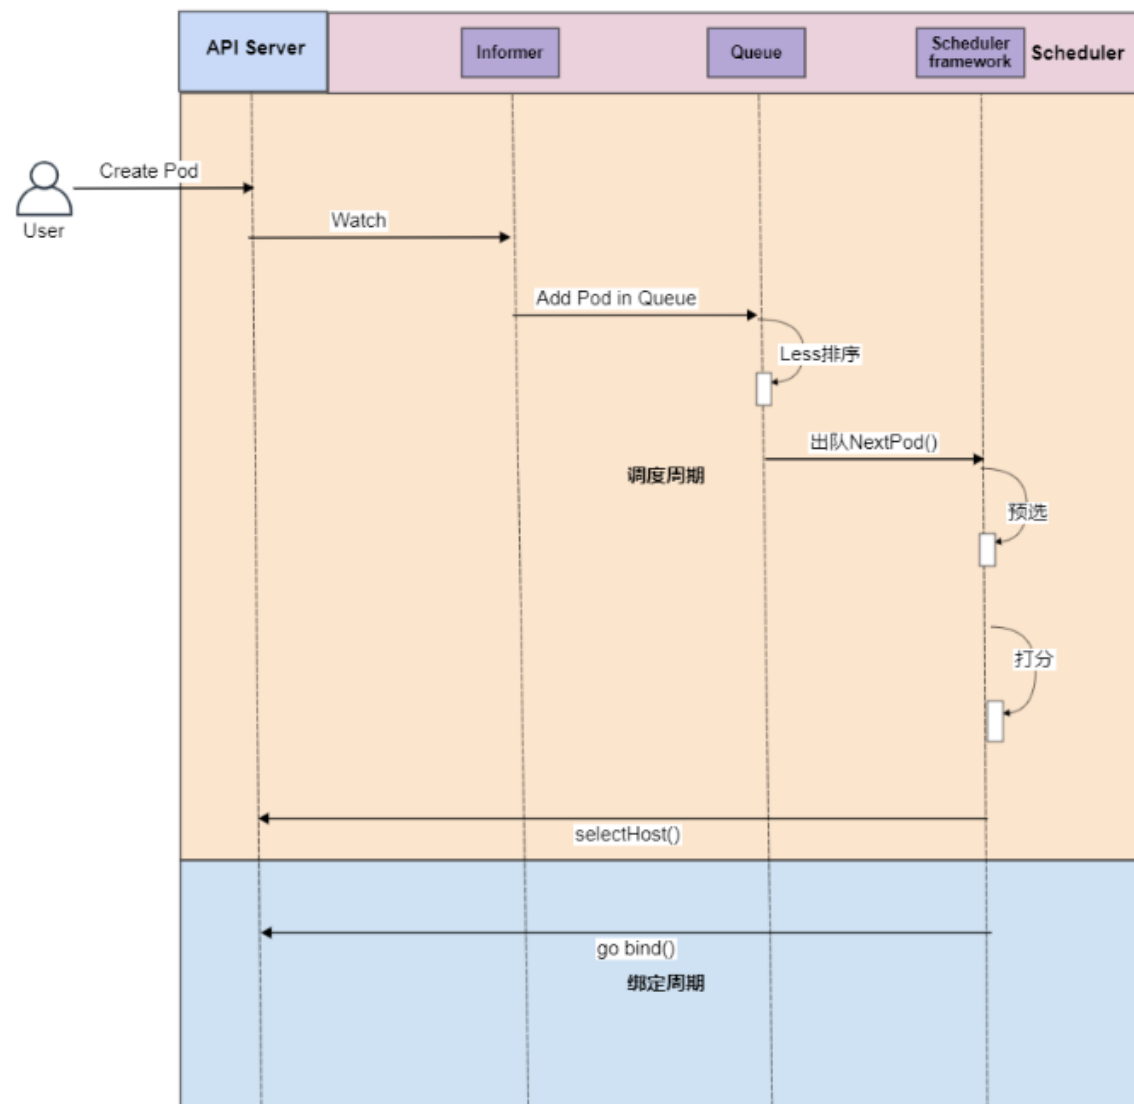 API Server
Informer
Queue
Scheduler
framework
Scheduler
Create Pod
User
Watch
Add Pod in Queue
Less排序
出队NextPod()
调度周期
预选
打分
selectHost()
go bind()
绑定周期